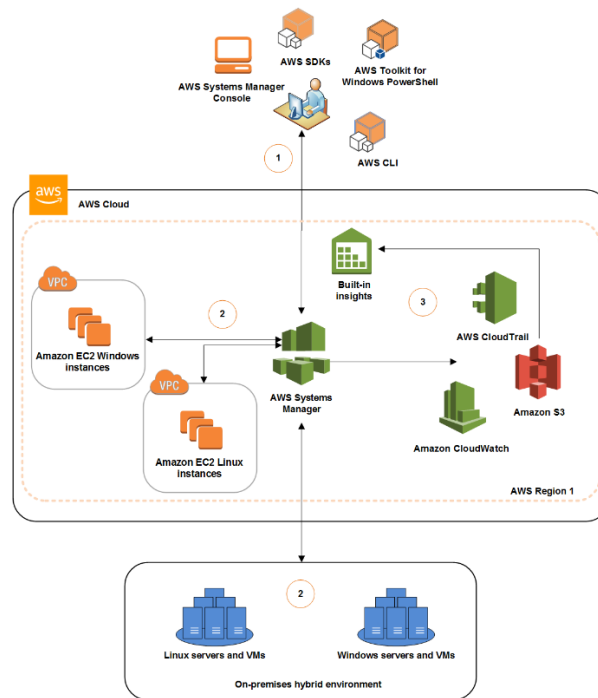 AWS SDKs
AWS Toolkit for
Windows PowerShell
AWS Systems Manager
Console
AWS CLI
1
aws
AWS Cloud
VPC
Amazon EC2 Windows
instances
2
Built-in
insights
3
AWS CloudTrail
Amazon S3
AWS Systems
Manager
Amazon CloudWatch
VPC
Amazon EC2 Linux
instances
AWS Region 1
2
Linux servers and VMs
Windows servers and VMs
On-premises hybrid environment